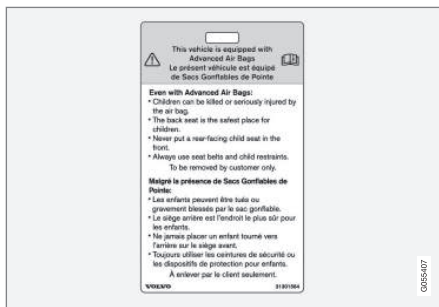 This vehicle is equipped with
Advanced Air Bags
Le présent véhicule est équipé
de Sacs Gonflables de Pointe
Even with Advanced Air Bags:
• Children can be killed or seriously injured by
the air bag.
• The back seat is the safest place for
children.
• Never put a rear-facing child seat in the
front.
• Always use seat belts and child restraints.
To be removed by customer only.
Malgré la présence de Sacs Gonflables de
Pointe:
• Les enfants peuvent être tués ou
gravement blessés par le sac gonflable.
• Le siège arrière est l'endroit le plus sûr pour
les enfants.
• Ne jamais placer un enfant tourné vers
l'arrière sur le siège avant.
• Toujours utiliser les ceintures de sécurité ou
les dispositifs de protection pour enfants.
À enlever par le client seulement.
VOLVO 31301564
G055407